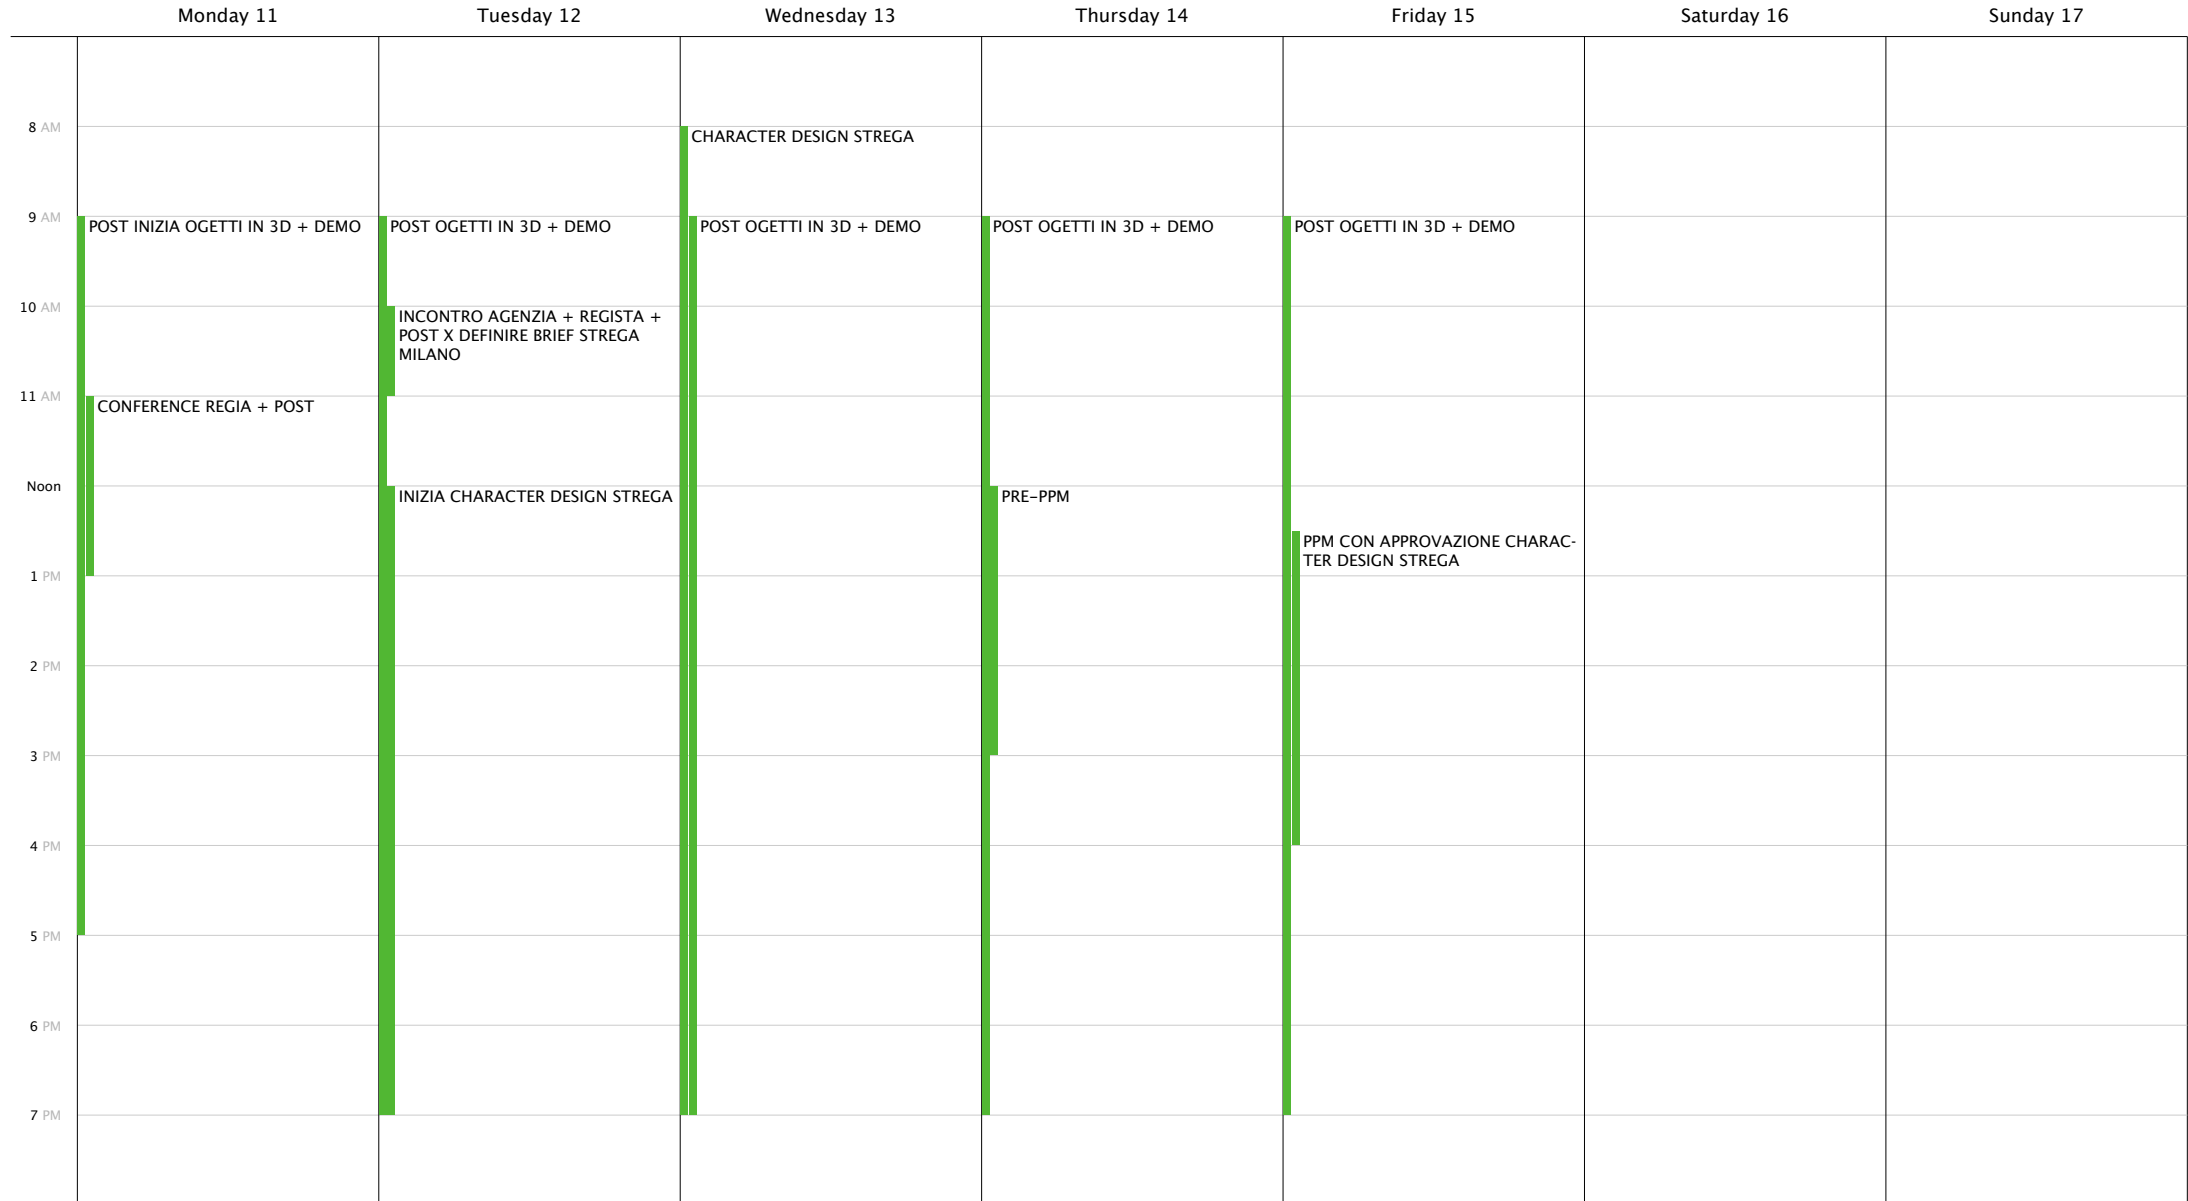 Monday 11
Tuesday 12
Wednesday 13
Thursday 14
Friday 15
Saturday 16
Sunday 17
8 AM
CHARACTER DESIGN STREGA
9 AM
POST INIZIA OGETTI IN 3D + DEMO
POST OGETTI IN 3D + DEMO
POST OGETTI IN 3D + DEMO
POST OGETTI IN 3D + DEMO
POST OGETTI IN 3D + DEMO
10 AM
INCONTRO AGENZIA + REGISTA +
POST X DEFINIRE BRIEF STREGA
MILANO
11 AM
CONFERENCE REGIA + POST
Noon
INIZIA CHARACTER DESIGN STREGA
PRE-PPM
PPM CON APPROVAZIONE CHARAC-
TER DESIGN STREGA
1 PM
2 PM
3 PM
4 PM
5 PM
6 PM
7 PM